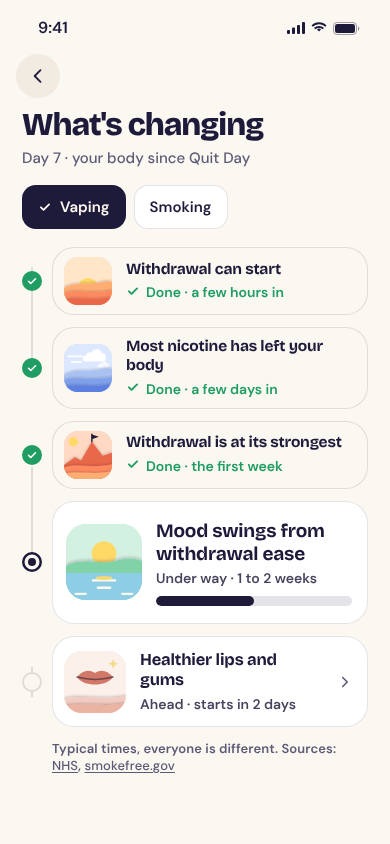 9:41
What's changing
Day 7 · your body since Quit Day
Vaping
Smoking
Withdrawal can start
Done · a few hours in
Most nicotine has left your
body
Done · a few days in
Withdrawal is at its strongest
Done · the first week
Mood swings from
withdrawal ease
Under way · 1 to 2 weeks
Healthier lips and
gums
Ahead · starts in 2 days
Typical times, everyone is different. Sources:
NHS, smokefree.gov